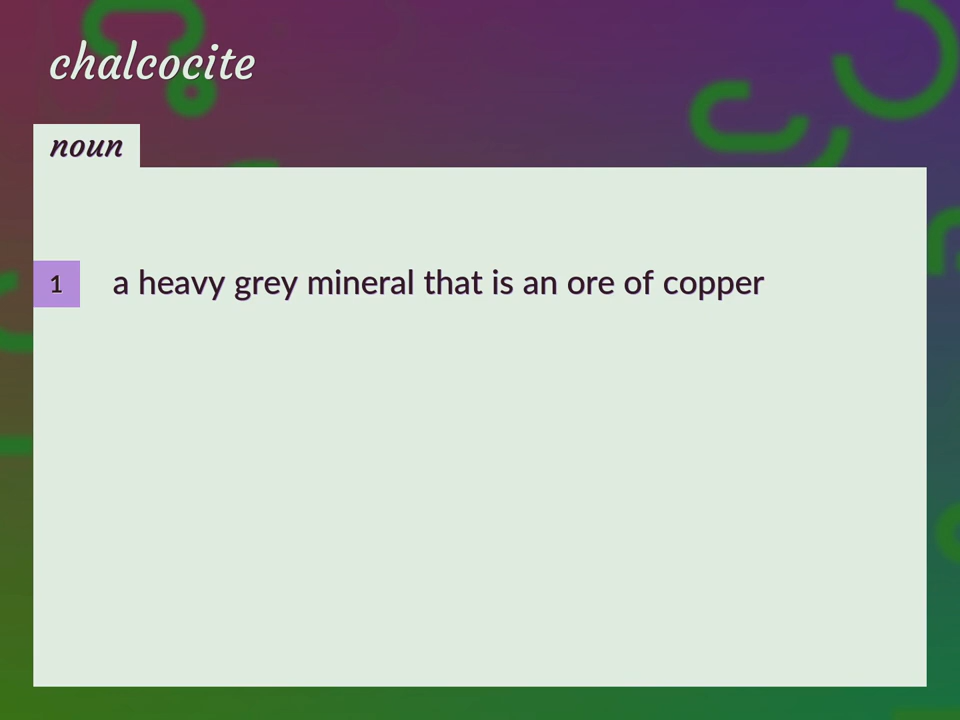 chalcocite
noun
1 a heavy grey mineral that is an ore of copper